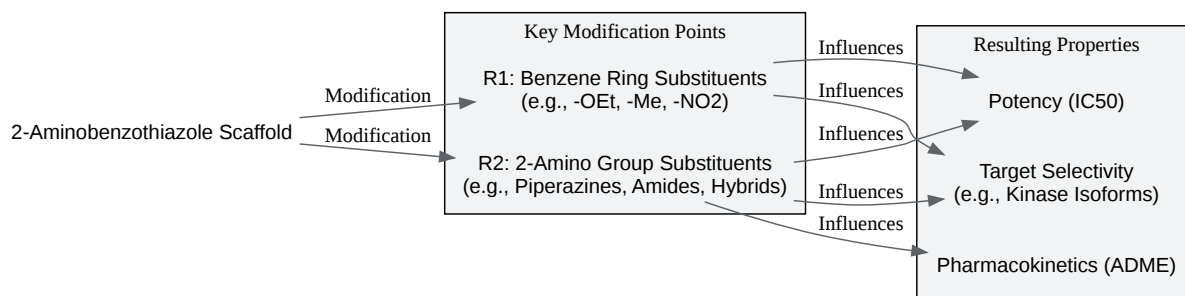 Key Modification Points
Resulting Properties
2-Aminobenzothiazole Scaffold
Modification
Modification
R1: Benzene Ring Substituents
(e.g., -OEt, -Me, -NO2)
R2: 2-Amino Group Substituents
(e.g., Piperazines, Amides, Hybrids)
Influences
Influences
Influences
Influences
Influences
Potency (IC50)
Target Selectivity
(e.g., Kinase Isoforms)
Pharmacokinetics (ADME)